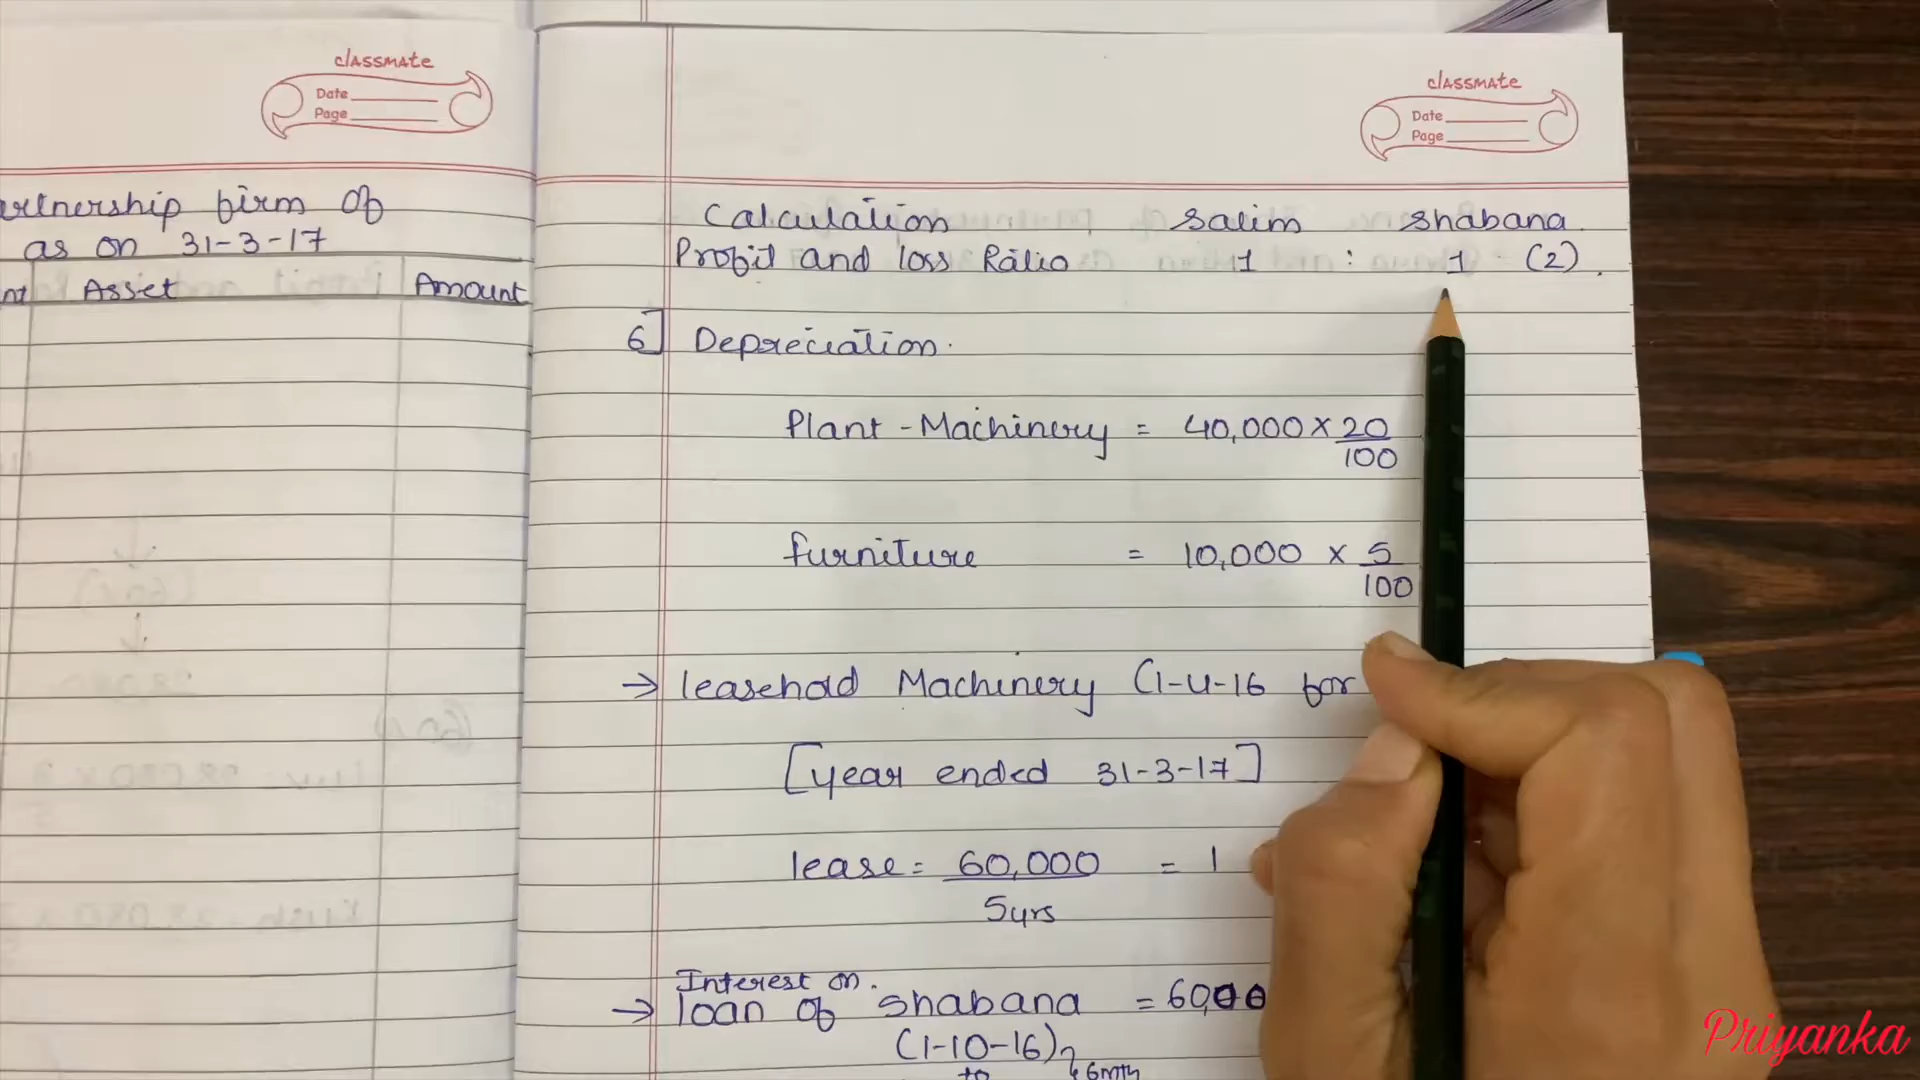 classmate
Date
Page
artnership firm of
as on 31-3-17
Asset
Amount
classmate
Date
Page
Calculation Salim Shabana.
Profit and loss Ratio 1 : 1 (2).
6] Depreciation.
Plant - Machinery = 40,000 × 20
100
furniture = 10,000 × 5
100
→ leasehold Machinery (1-4-16 for
[year ended 31-3-17]
lease = 60,000 = 1
5yrs
Interest on.
→ loan of Shabana = 6000
(1-10-16)
to 6mth
Priyanka